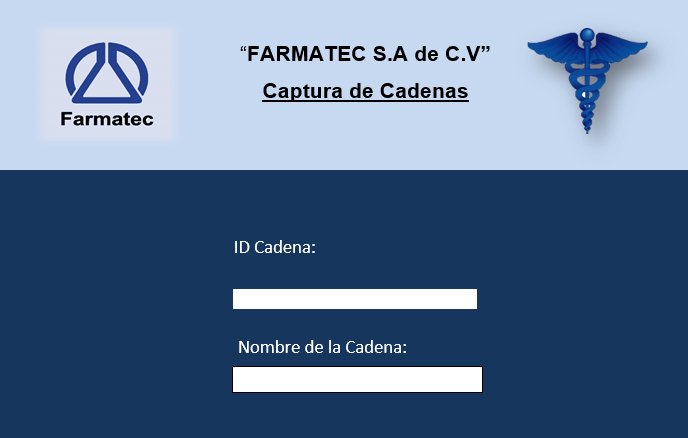 “FARMATEC S.A de C.V”
Captura de Cadenas
Farmatec
ID Cadena:
Nombre de la Cadena: